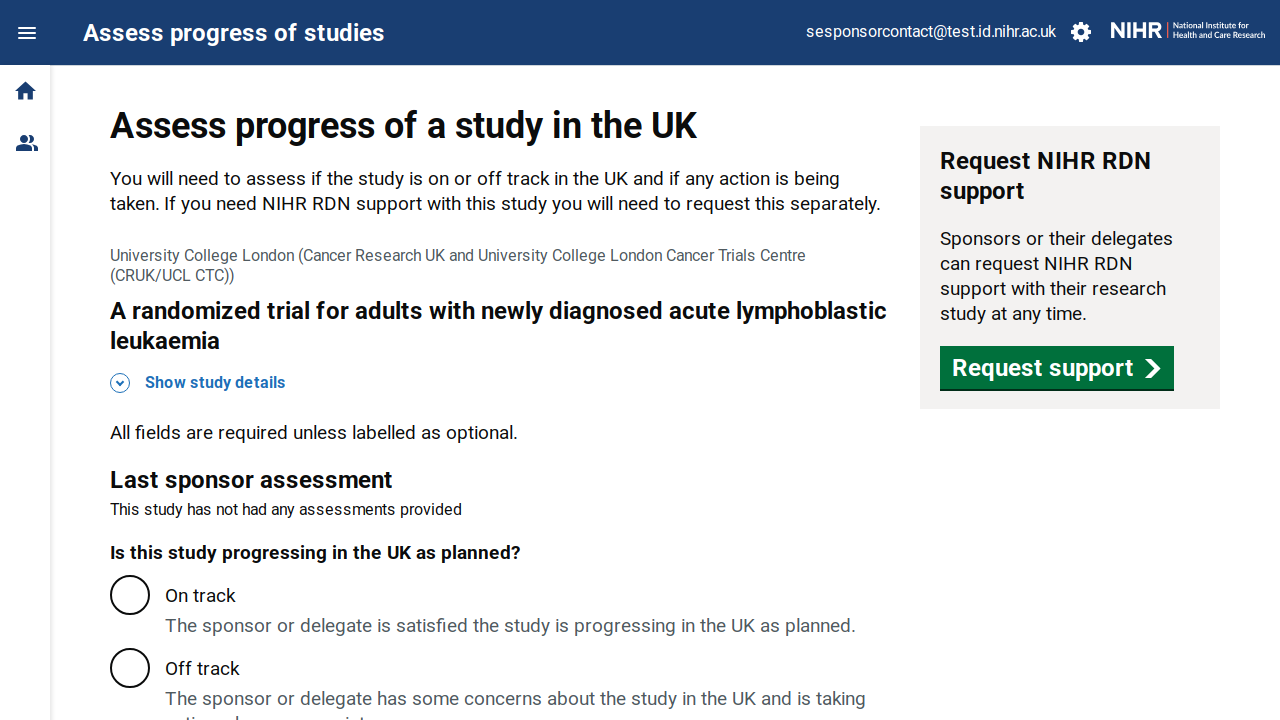 Assess progress of studies
sesponsorcontact@test.id.nihr.ac.uk
NIHR
National Institute for
Health and Care Research
Assess progress of a study in the UK
You will need to assess if the study is on or off track in the UK and if any action is being
taken. If you need NIHR RDN support with this study you will need to request this separately.
University College London (Cancer Research UK and University College London Cancer Trials Centre
(CRUK/UCL CTC))
A randomized trial for adults with newly diagnosed acute lymphoblastic
leukaemia
Show study details
All fields are required unless labelled as optional.
Last sponsor assessment
This study has not had any assessments provided
Is this study progressing in the UK as planned?
On track
The sponsor or delegate is satisfied the study is progressing in the UK as planned.
Off track
The sponsor or delegate has some concerns about the study in the UK and is taking
Request NIHR RDN
support
Sponsors or their delegates
can request NIHR RDN
support with their research
study at any time.
Request support